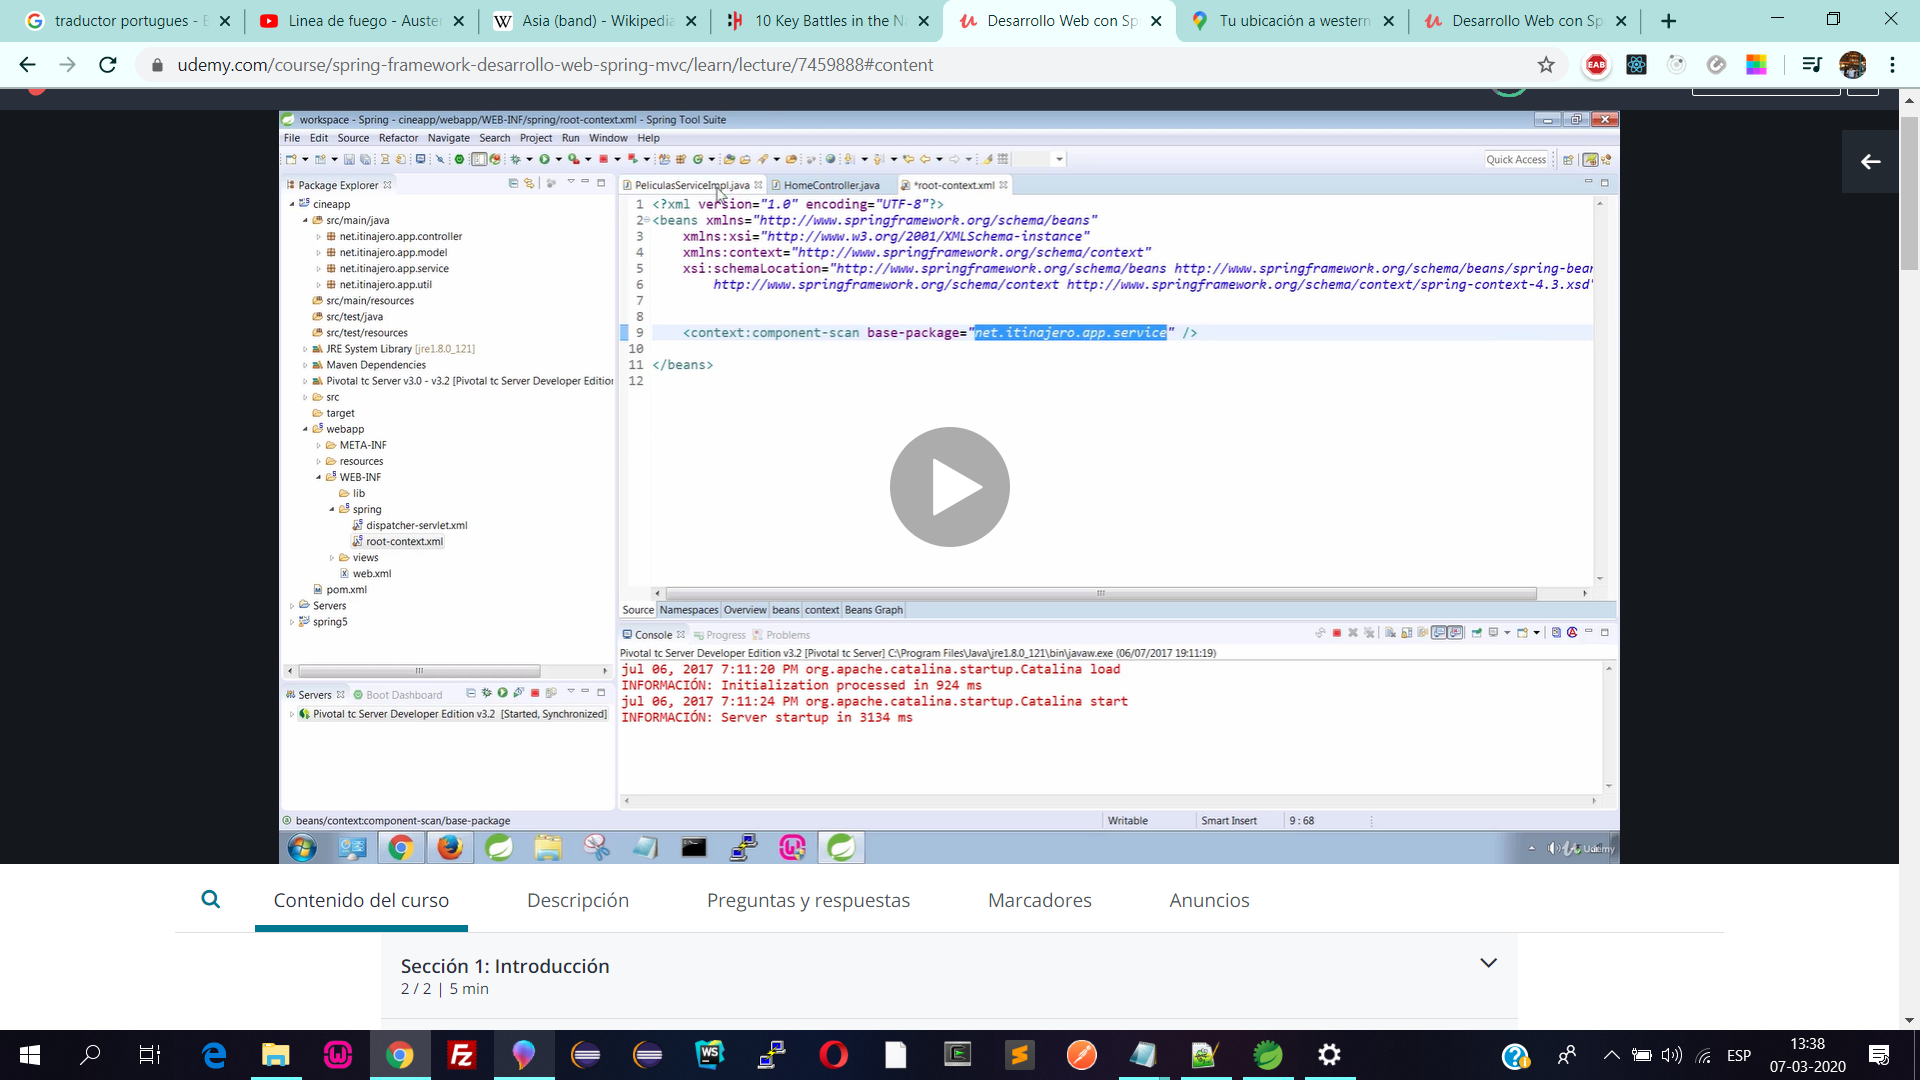 traductor portugues - E
Linea de fuego - Auster
Asia (band) - Wikipedia
10 Key Battles in the N
Desarrollo Web con Sp
Tu ubicación a western
Desarrollo Web con Sp
udemy.com/course/spring-framework-desarrollo-web-spring-mvc/learn/lecture/7459888#content
EAB
workspace - Spring - cineapp/webapp/WEB-INF/spring/root-context.xml - Spring Tool Suite
File Edit Source Refactor Navigate Search Project Run Window Help
Quick Access
Package Explorer
cineapp
src/main/java
net.itinajero.app.controller
net.itinajero.app.model
net.itinajero.app.service
net.itinajero.app.util
src/main/resources
src/test/java
src/test/resources
JRE System Library [jre1.8.0_121]
Maven Dependencies
Pivotal tc Server v3.0 - v3.2 [Pivotal tc Server Developer Edition
src
target
webapp
META-INF
resources
WEB-INF
lib
spring
dispatcher-servlet.xml
root-context.xml
views
web.xml
pom.xml
Servers
spring5
PeliculasServiceImpl.java
HomeController.java
*root-context.xml
1 <?xml version="1.0" encoding="UTF-8"?>
2 <beans xmlns="http://www.springframework.org/schema/beans"
3 xmlns:xsi="http://www.w3.org/2001/XMLSchema-instance"
4 xmlns:context="http://www.springframework.org/schema/context"
5 xsi:schemaLocation="http://www.springframework.org/schema/beans http://www.springframework.org/schema/beans/spring-bear
6 http://www.springframework.org/schema/context http://www.springframework.org/schema/context/spring-context-4.3.xsd"
7
8
9 <context:component-scan base-package="net.itinajero.app.service" />
10
11 </beans>
12
Source Namespaces Overview beans context Beans Graph
Servers
Boot Dashboard
Pivotal tc Server Developer Edition v3.2 [Started, Synchronized]
Console Progress Problems
Pivotal tc Server Developer Edition v3.2 [Pivotal tc Server] C:\Program Files\Java\jre1.8.0_121\bin\javaw.exe (06/07/2017 19:11:19)
jul 06, 2017 7:11:20 PM org.apache.catalina.startup.Catalina load
INFORMACIÓN: Initialization processed in 924 ms
jul 06, 2017 7:11:24 PM org.apache.catalina.startup.Catalina start
INFORMACIÓN: Server startup in 3134 ms
beans/context:component-scan/base-package
Writable
Smart Insert
9 : 68
Udemy
Contenido del curso
Descripción
Preguntas y respuestas
Marcadores
Anuncios
Sección 1: Introducción
2 / 2 | 5 min
ESP
13:38
07-03-2020